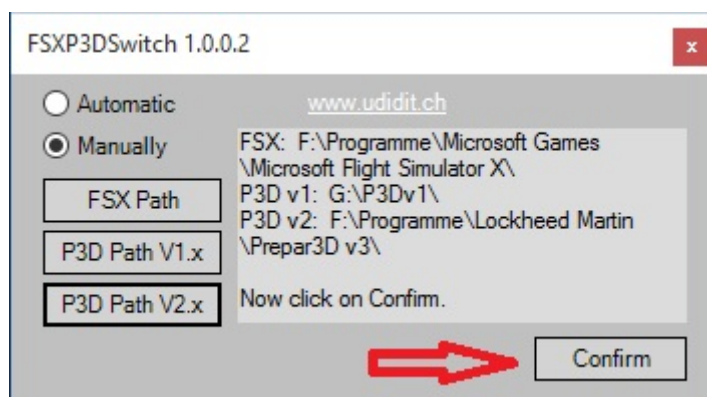 FSXP3DSwitch 1.0.0.2
x
Automatic
www.udidit.ch
Manually
FSX Path
P3D Path V1.x
P3D Path V2.x
FSX: F:\Programme\Microsoft Games
\Microsoft Flight Simulator X\
P3D v1: G:\P3Dv1\
P3D v2: F:\Programme\Lockheed Martin
\Prepar3D v3\
Now click on Confirm.
Confirm